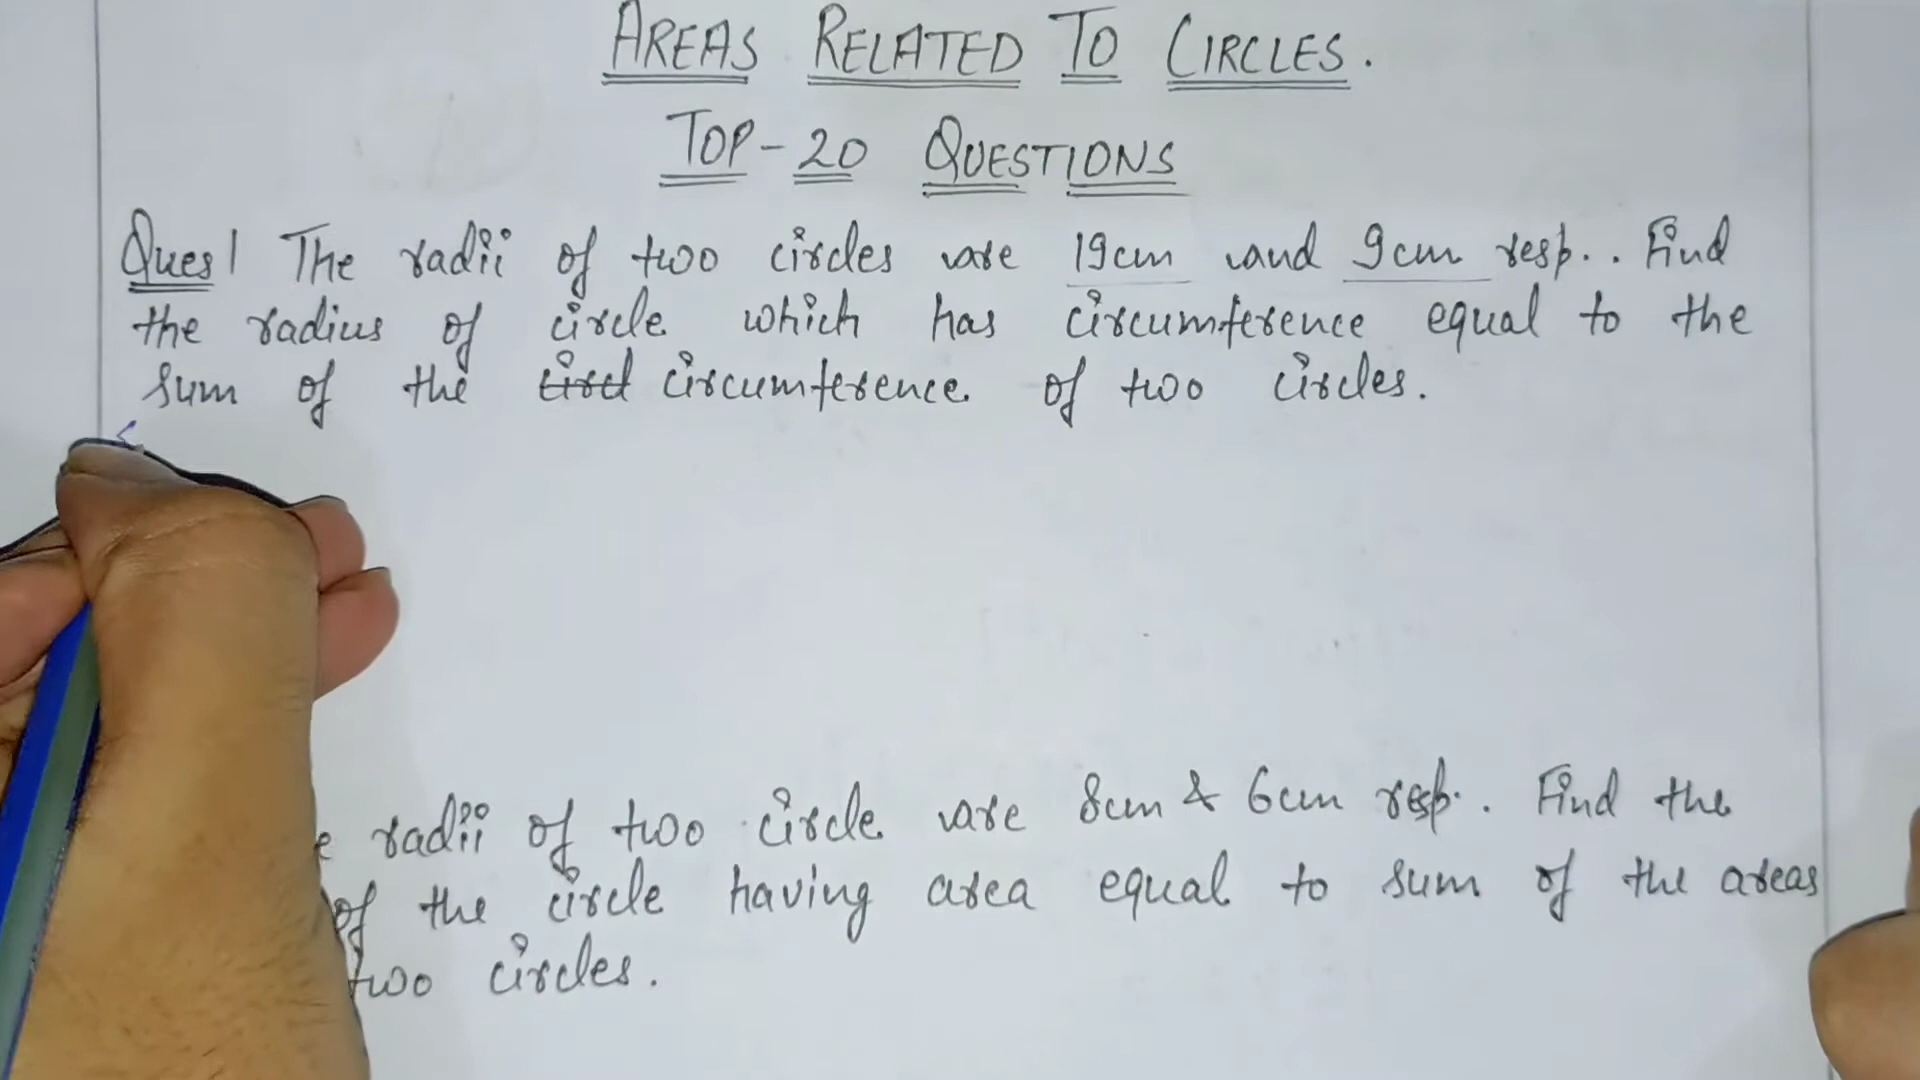 AREAS RELATED TO CIRCLES.
TOP-20 QUESTIONS
Ques1 The radii of two circles are 19cm and 9cm resp.. Find
the radius of circle which has circumference equal to the
sum of the circumference of two circles.
radii of two circle are 8cm & 6cm resp. Find the
of the circle having area equal to sum of the areas
two circles.